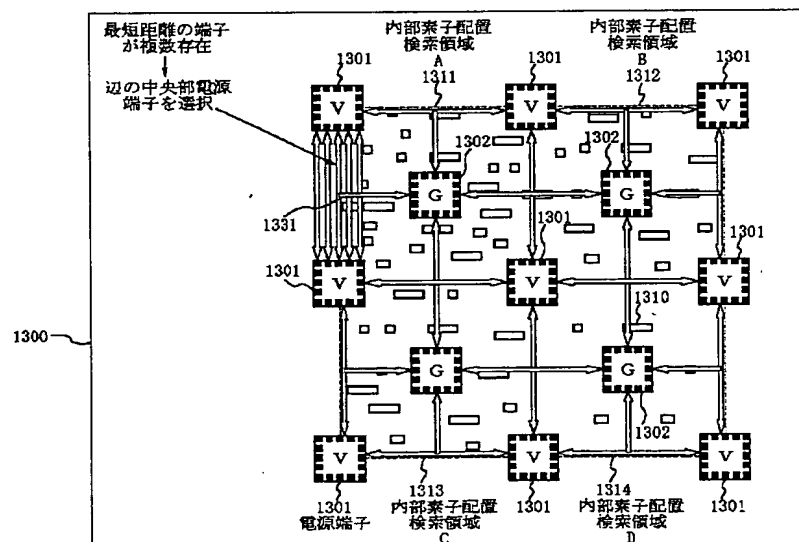 最短距離の端子
が複数存在
辺の中央部電源
端子を選択
内部素子配置
検索領域
A
内部素子配置
検索領域
B
1301
1311
1301
1312
1301
V
V
V
1302
1302
G
G
1331
1301
1301
1301
V
V
V
1310
1300
G
G
1302
V
V
V
1301
電源端子
1313
内部素子配置
検索領域
C
1301
1314
内部素子配置
検索領域
D
1301